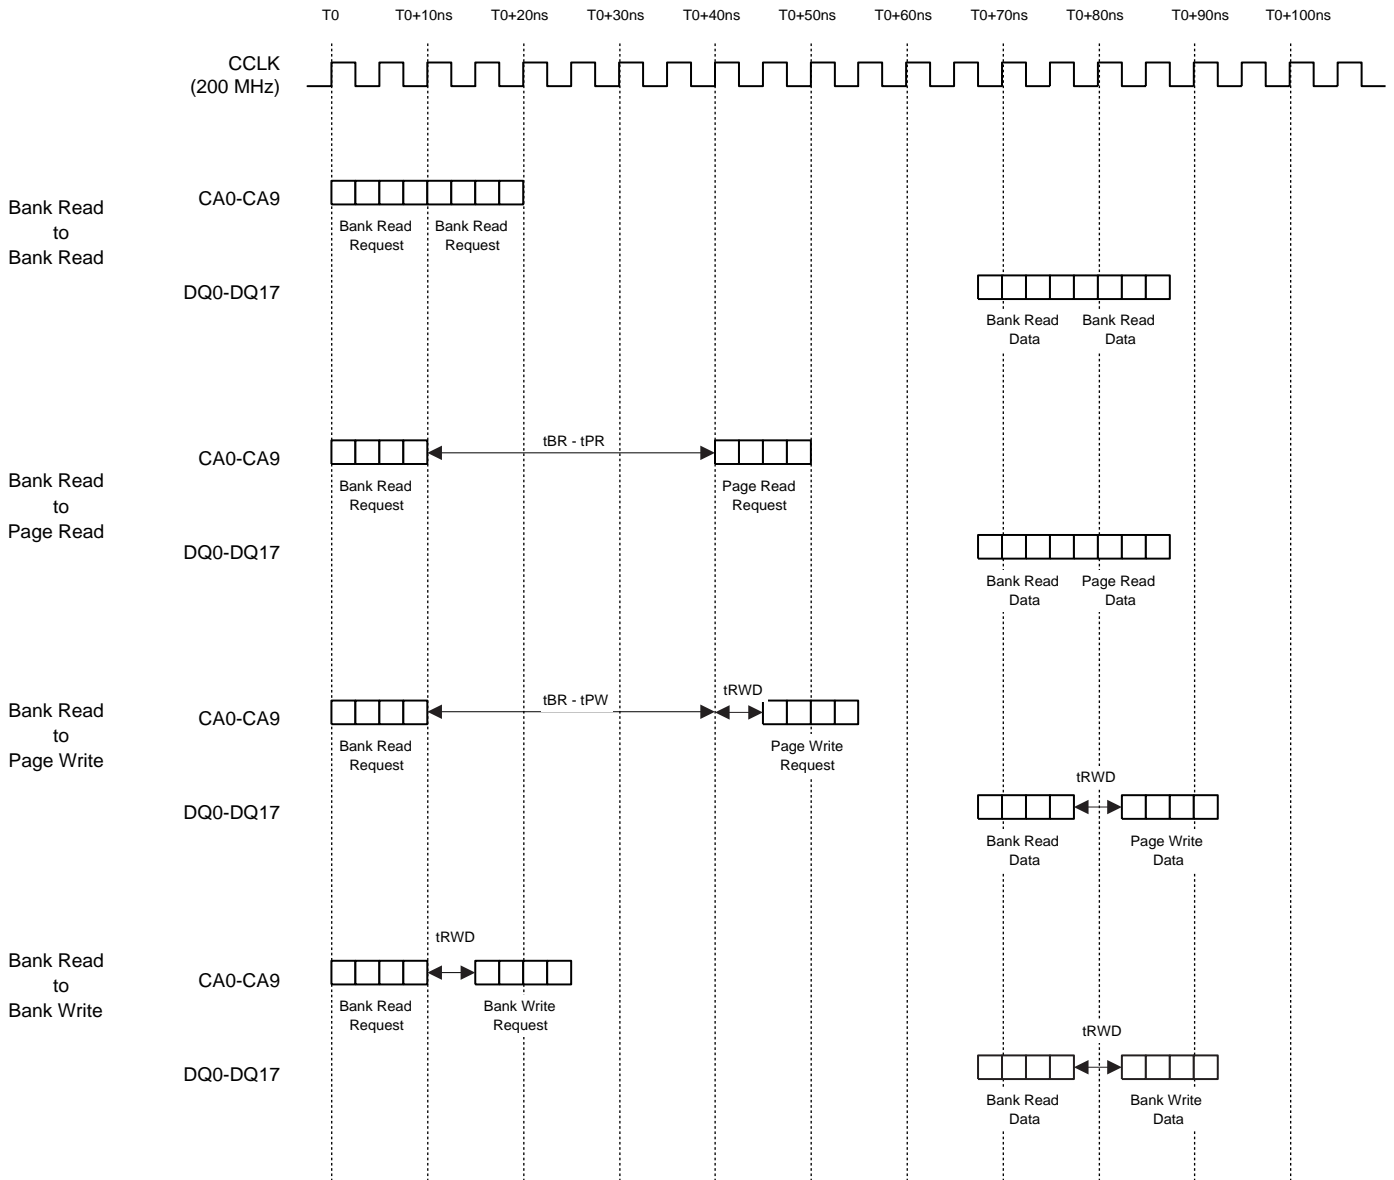 T0 T0+10ns T0+20ns T0+30ns T0+40ns T0+50ns T0+60ns T0+70ns T0+80ns T0+90ns T0+100ns
CCLK
(200 MHz)
Bank Read
to
Bank Read
CA0-CA9
Bank Read Bank Read
Request Request
DQ0-DQ17
Bank Read Bank Read
Data Data
Bank Read
to
Page Read
CA0-CA9
tBR - tPR
Bank Read Page Read
Request Request
DQ0-DQ17
Bank Read Page Read
Data Data
Bank Read
to
Page Write
CA0-CA9
tBR - tPW tRWD
Bank Read Page Write
Request Request
DQ0-DQ17
tRWD
Bank Read Page Write
Data Data
Bank Read
to
Bank Write
CA0-CA9
tRWD
Bank Read Bank Write
Request Request
DQ0-DQ17
tRWD
Bank Read Bank Write
Data Data